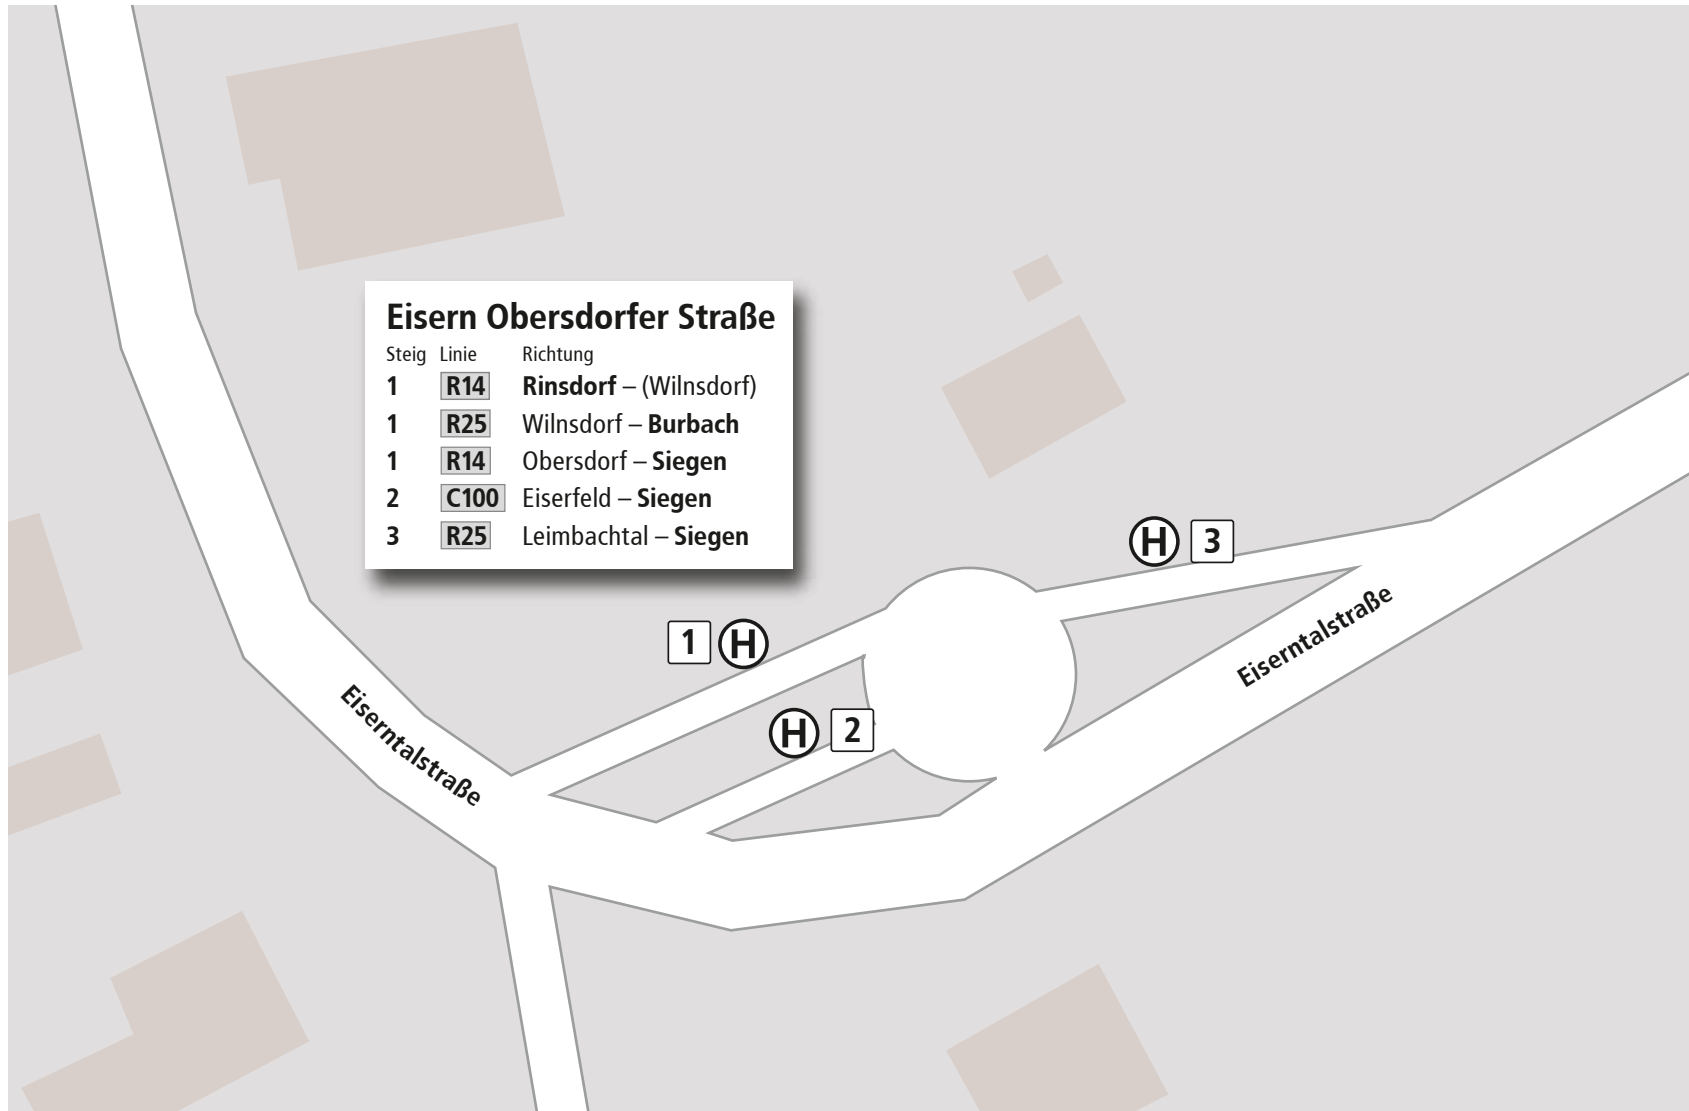 Eisern Obersdorfer Straße
Steig Linie Richtung
1 R14 Rinsdorf – (Wilnsdorf)
1 R25 Wilnsdorf – Burbach
1 R14 Obersdorf – Siegen
2 C100 Eiserfeld – Siegen
3 R25 Leimbachtal – Siegen
H 3
1 H
H 2
Eiserntalstraße
Eiserntalstraße